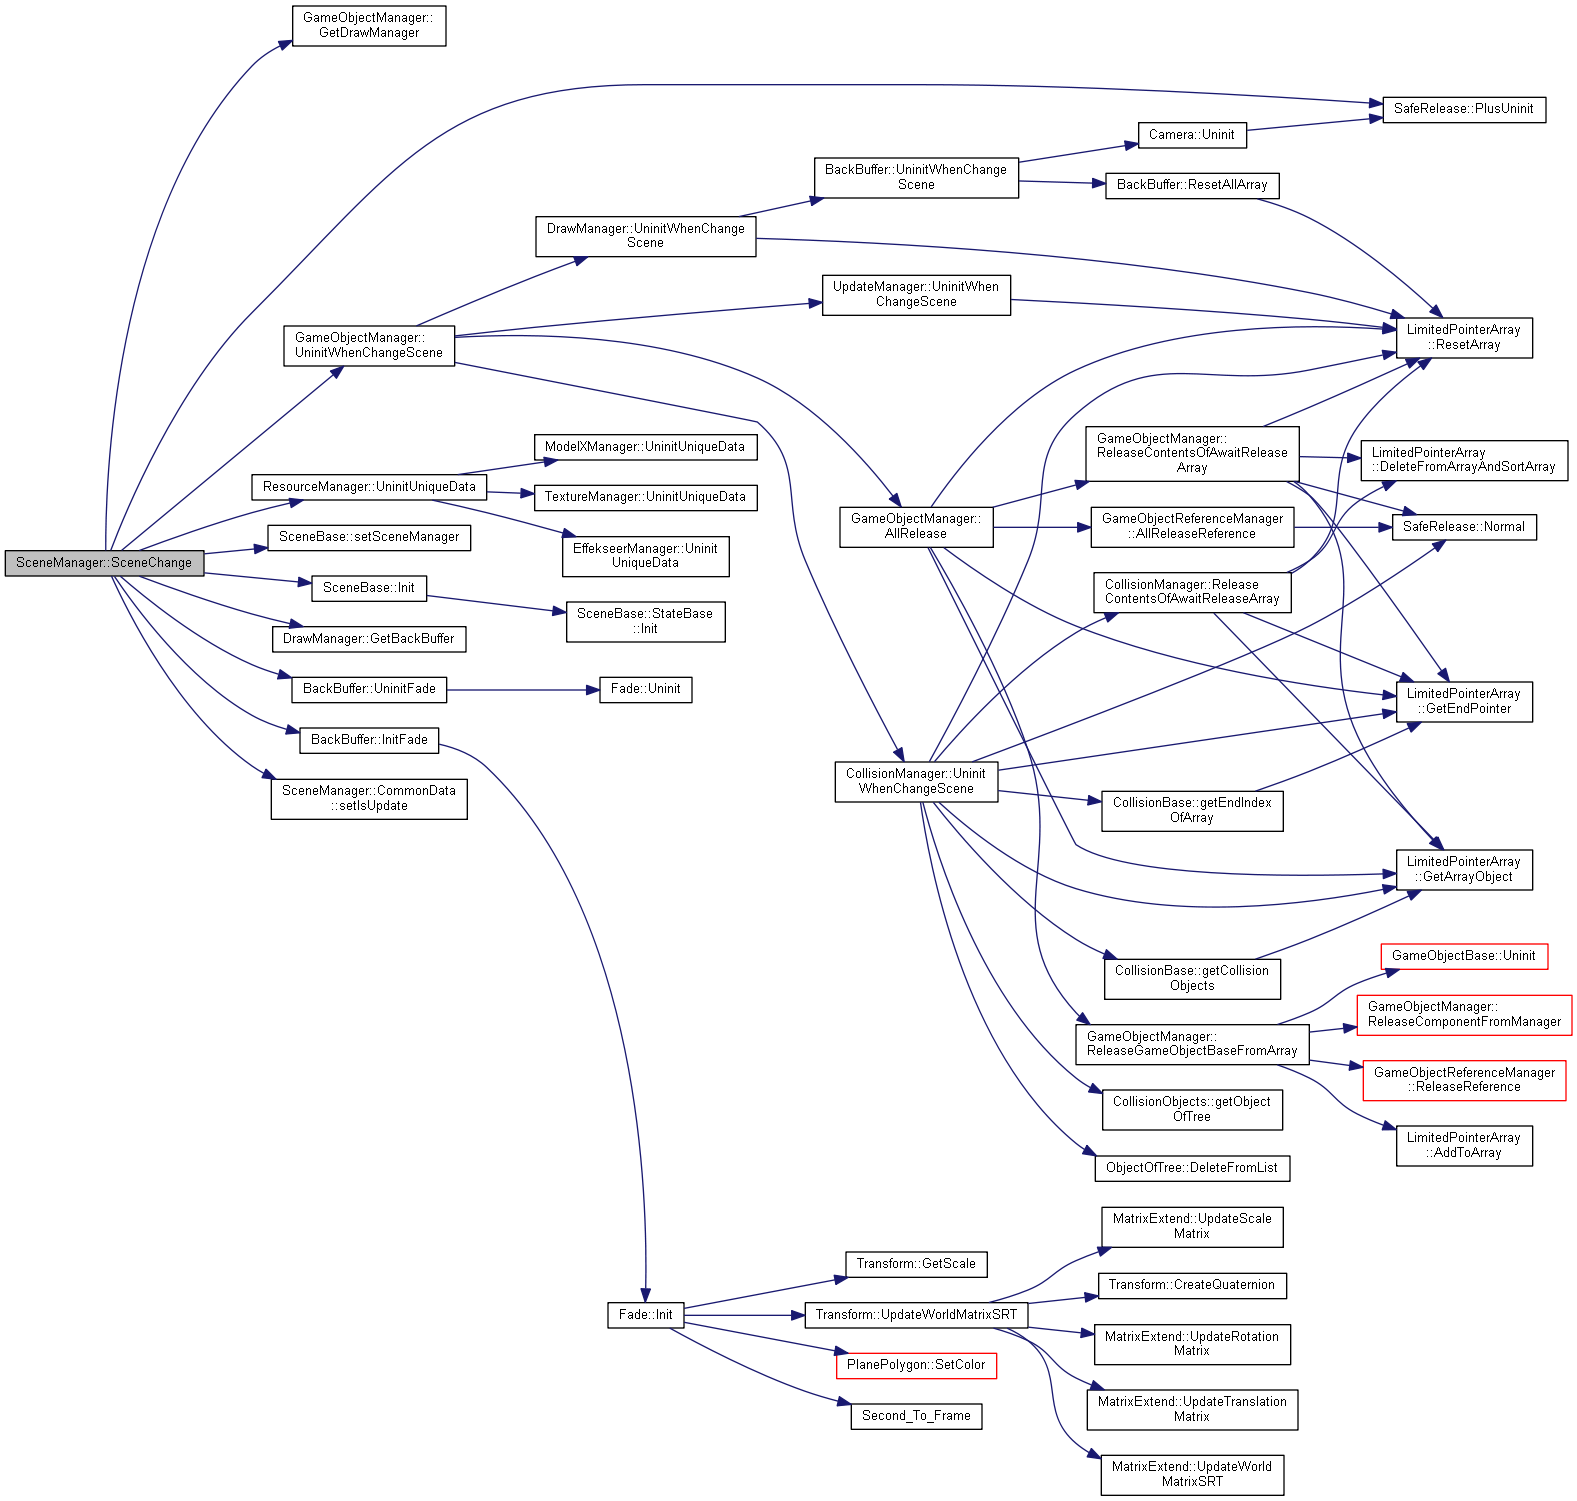 GameObjectManager::
GetDrawManager
SafeRelease::PlusUninit
Camera::Uninit
BackBuffer::UninitWhenChange
Scene
BackBuffer::ResetAllArray
DrawManager::UninitWhenChange
Scene
UpdateManager::UninitWhen
ChangeScene
GameObjectManager::
UninitWhenChangeScene
LimitedPointerArray
::ResetArray
ModelXManager::UninitUniqueData
GameObjectManager::
ReleaseContentsOfAwaitRelease
Array
LimitedPointerArray
::DeleteFromArrayAndSortArray
ResourceManager::UninitUniqueData
TextureManager::UninitUniqueData
GameObjectManager::
AllRelease
GameObjectReferenceManager
::AllReleaseReference
SafeRelease::Normal
SceneBase::setSceneManager
EffekseerManager::Uninit
UniqueData
SceneManager::SceneChange
SceneBase::Init
CollisionManager::Release
ContentsOfAwaitReleaseArray
SceneBase::StateBase
::Init
DrawManager::GetBackBuffer
BackBuffer::UninitFade
Fade::Uninit
LimitedPointerArray
::GetEndPointer
BackBuffer::InitFade
CollisionManager::Uninit
WhenChangeScene
SceneManager::CommonData
::setIsUpdate
CollisionBase::getEndIndex
OfArray
LimitedPointerArray
::GetArrayObject
CollisionBase::getCollision
Objects
GameObjectBase::Uninit
GameObjectManager::
ReleaseComponentFromManager
GameObjectManager::
ReleaseGameObjectBaseFromArray
GameObjectReferenceManager
::ReleaseReference
CollisionObjects::getObject
OfTree
LimitedPointerArray
::AddToArray
ObjectOfTree::DeleteFromList
MatrixExtend::UpdateScale
Matrix
Transform::GetScale
Transform::CreateQuaternion
Fade::Init
Transform::UpdateWorldMatrixSRT
MatrixExtend::UpdateRotation
Matrix
PlanePolygon::SetColor
MatrixExtend::UpdateTranslation
Matrix
Second_To_Frame
MatrixExtend::UpdateWorld
MatrixSRT